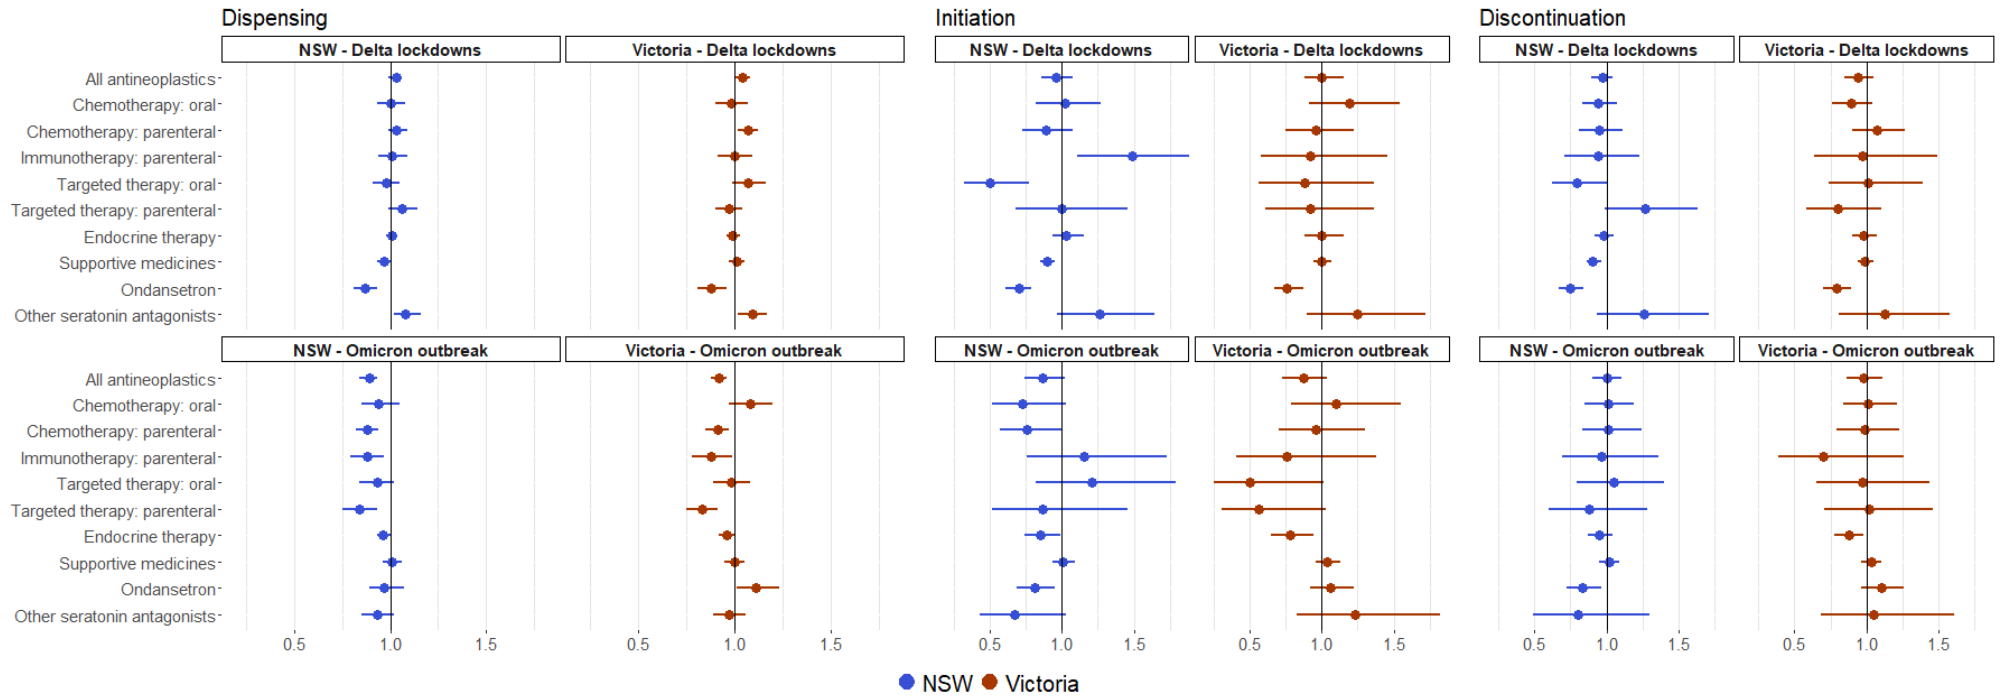 Dispensing Initiation Discontinuation
NSW - Delta lockdowns Victoria - Delta lockdowns NSW - Delta lockdowns Victoria - Delta lockdowns NSW - Delta lockdowns Victoria - Delta lockdowns
All antineoplastics
Chemotherapy: oral
Chemotherapy: parenteral
Immunotherapy: parenteral
Targeted therapy: oral
Targeted therapy: parenteral
Endocrine therapy
Supportive medicines
Ondansetron
Other seratonin antagonists
NSW - Omicron outbreak Victoria - Omicron outbreak NSW - Omicron outbreak Victoria - Omicron outbreak NSW - Omicron outbreak Victoria - Omicron outbreak
All antineoplastics
Chemotherapy: oral
Chemotherapy: parenteral
Immunotherapy: parenteral
Targeted therapy: oral
Targeted therapy: parenteral
Endocrine therapy
Supportive medicines
Ondansetron
Other seratonin antagonists
0.5 1.0 1.5 0.5 1.0 1.5 0.5 1.0 1.5 0.5 1.0 1.5 0.5 1.0 1.5 0.5 1.0 1.5
NSW Victoria